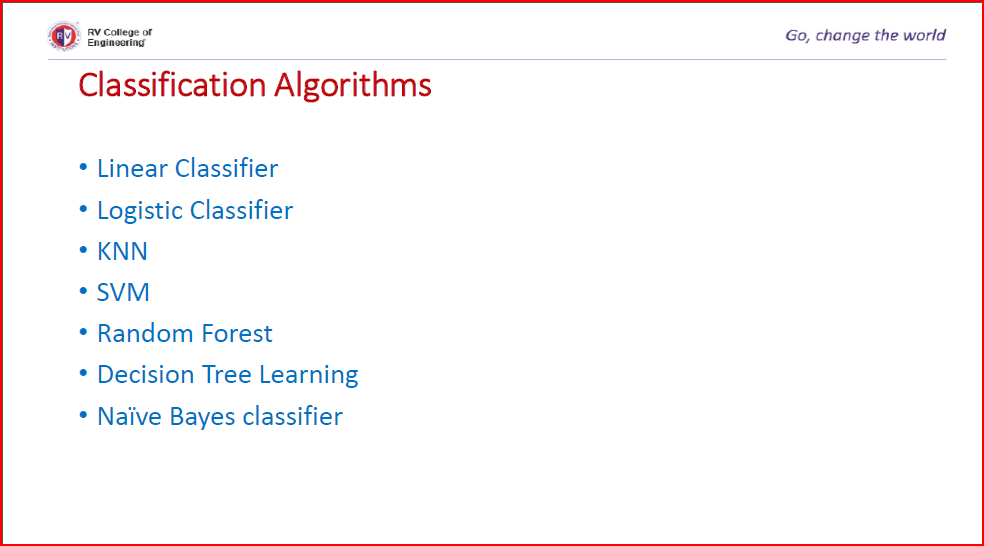 RV College of
Engineering
Go, change the world
Classification Algorithms
• Linear Classifier
• Logistic Classifier
• KNN
• SVM
• Random Forest
• Decision Tree Learning
• Naïve Bayes classifier